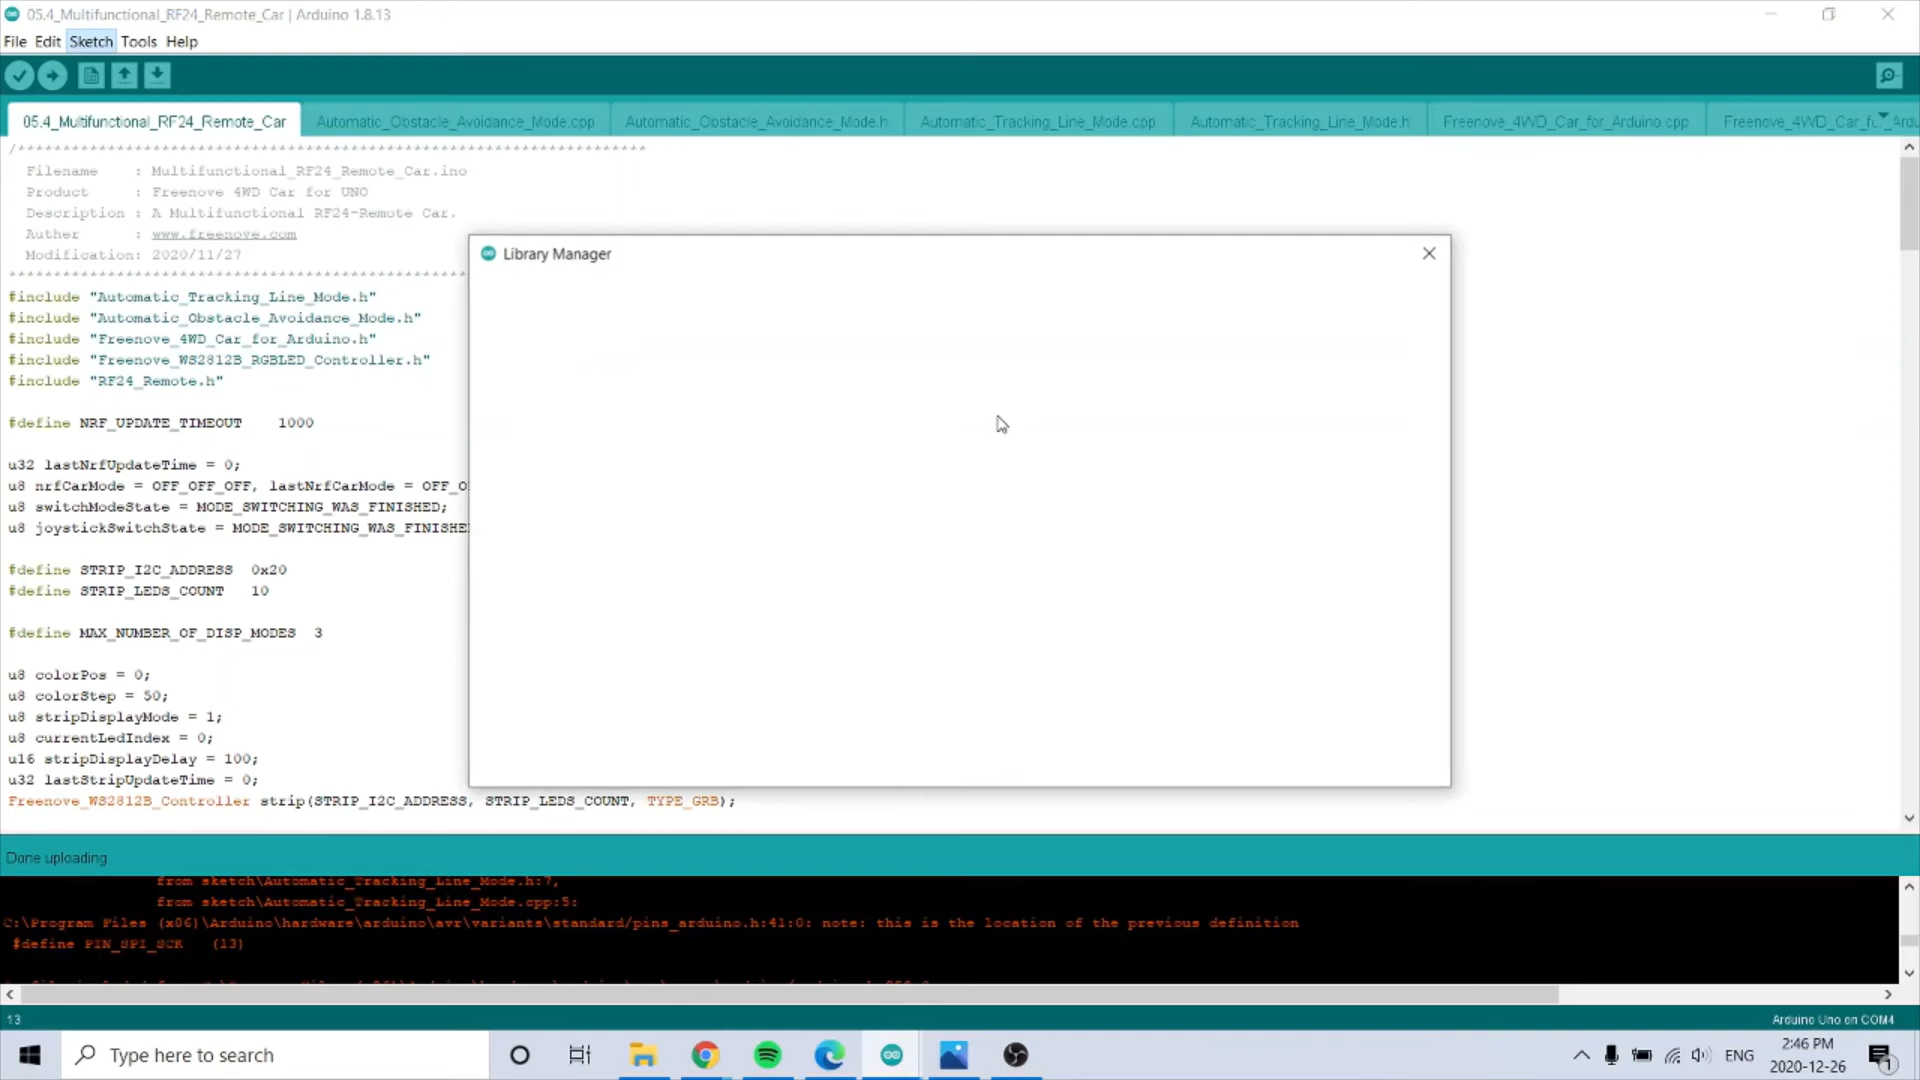 05.4_Multifunctional_RF24_Remote_Car | Arduino 1.8.13
File Edit Sketch Tools Help
05.4_Multifunctional_RF24_Remote_Car Automatic_Obstacle_Avoidance_Mode.cpp Automatic_Obstacle_Avoidance_Mode.h Automatic_Tracking_Line_Mode.cpp Automatic_Tracking_Line_Mode.h Freenove_4WD_Car_for_Arduino.cpp Freenove_4WD_Car_
Filename : Multifunctional_RF24_Remote_Car.ino
Product : Freenove 4WD Car for UNO
Description : A Multifunctional RF24-Remote Car.
Auther : www.freenove.com
Modification: 2020/11/27
Library Manager
#include "Automatic_Tracking_Line_Mode.h"
#include "Automatic_Obstacle_Avoidance_Mode.h"
#include "Freenove_4WD_Car_for_Arduino.h"
#include "Freenove_WS2812B_RGBLED_Controller.h"
#include "RF24_Remote.h"
#define NRF_UPDATE_TIMEOUT 1000
u32 lastNrfUpdateTime = 0;
u8 nrfCarMode = OFF_OFF_OFF, lastNrfCarMode = OFF_O
u8 switchModeState = MODE_SWITCHING_WAS_FINISHED;
u8 joystickSwitchState = MODE_SWITCHING_WAS_FINISHE
#define STRIP_I2C_ADDRESS 0x20
#define STRIP_LEDS_COUNT 10
#define MAX_NUMBER_OF_DISP_MODES 3
u8 colorPos = 0;
u8 colorStep = 50;
u8 stripDisplayMode = 1;
u8 currentLedIndex = 0;
u16 stripDisplayDelay = 100;
u32 lastStripUpdateTime = 0;
Freenove_WS2812B_Controller strip(STRIP_I2C_ADDRESS, STRIP_LEDS_COUNT, TYPE_GRB);
Done uploading
from sketch\Automatic_Tracking_Line_Mode.h:7,
from sketch\Automatic_Tracking_Line_Mode.cpp:5:
C:\Program Files (x86)\Arduino\hardware\arduino\avr\variants\standard/pins_arduino.h:41:0: note: this is the location of the previous definition
#define PIN_SPI_SCK (13)
13
Arduino Uno on COM4
Type here to search
ENG
2:46 PM
2020-12-26
1